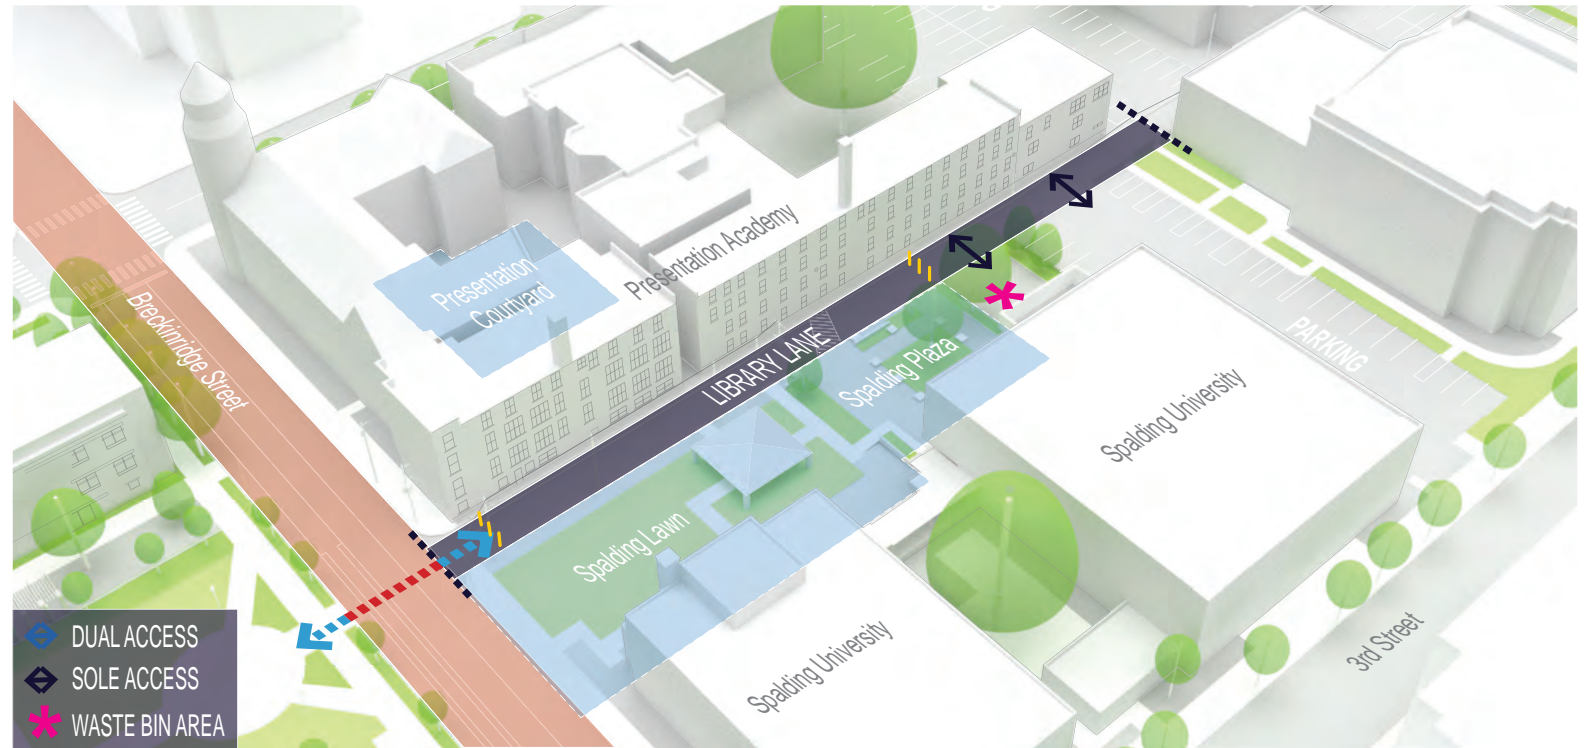 Presentation
Courtyard
Presentation Academy
Breckinridge Street
LIBRARY LANE
Spalding Plaza
PARKING
Spalding University
Spalding Lawn
Spalding University
3rd Street
DUAL ACCESS
SOLE ACCESS
WASTE BIN AREA